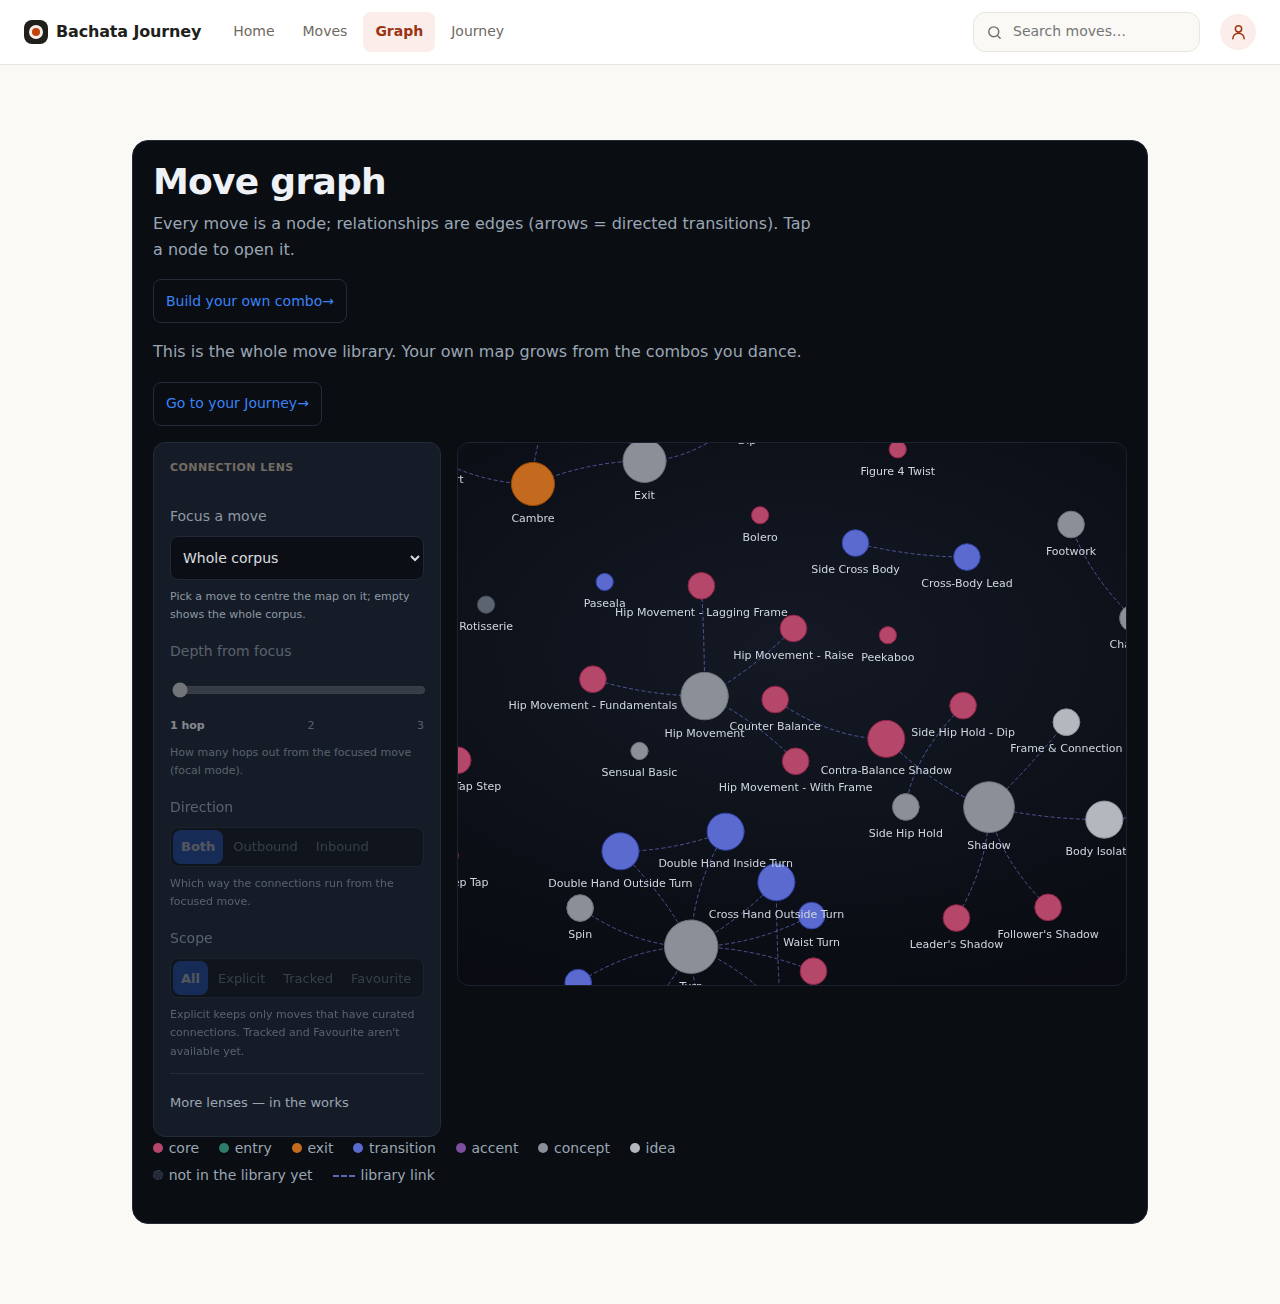 Bachata Journey
Home
Moves
Graph
Journey
Search moves...
Move graph
Every move is a node; relationships are edges (arrows = directed transitions). Tap
a node to open it.
Build your own combo→
This is the whole move library. Your own map grows from the combos you dance.
Go to your Journey→
CONNECTION LENS
Focus a move
Whole corpus
Pick a move to centre the map on it; empty
shows the whole corpus.
Depth from focus
1 hop
2
3
How many hops out from the focused move
(focal mode).
Direction
Both
Outbound
Inbound
Which way the connections run from the
focused move.
Scope
All
Explicit
Tracked
Favourite
Explicit keeps only moves that have curated
connections. Tracked and Favourite aren't
available yet.
More lenses — in the works
Figure 4 Twist
Exit
Cambre
Bolero
Footwork
Side Cross Body
Cross-Body Lead
Paseala
Hip Movement - Lagging Frame
Rotisserie
Hip Movement - Raise
Peekaboo
Hip Movement - Fundamentals
Counter Balance
Hip Movement
Side Hip Hold - Dip
Frame & Connection
Sensual Basic
Contra-Balance Shadow
Tap Step
Hip Movement - With Frame
Side Hip Hold
Shadow
Body Isolat
Double Hand Inside Turn
Double Hand Outside Turn
ep Tap
Cross Hand Outside Turn
Spin
Waist Turn
Leader's Shadow
Follower's Shadow
Turn
core
entry
exit
transition
accent
concept
idea
not in the library yet
library link